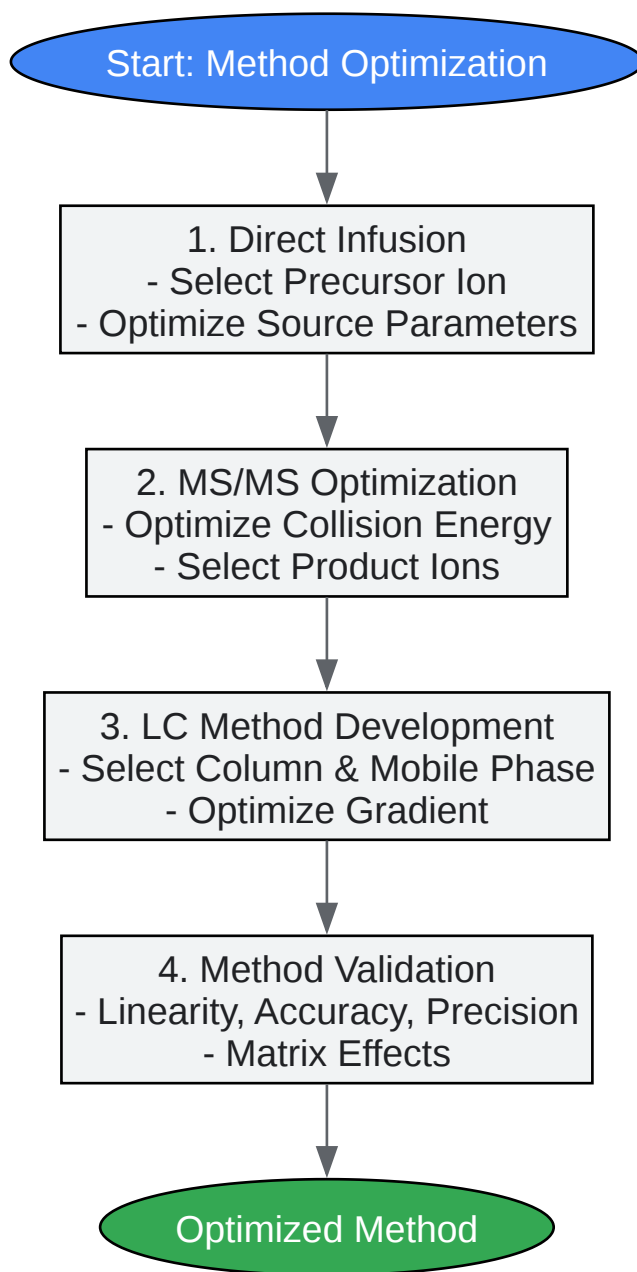 Start: Method Optimization
1. Direct Infusion
- Select Precursor Ion
- Optimize Source Parameters
2. MS/MS Optimization
- Optimize Collision Energy
- Select Product Ions
3. LC Method Development
- Select Column & Mobile Phase
- Optimize Gradient
4. Method Validation
- Linearity, Accuracy, Precision
- Matrix Effects
Optimized Method